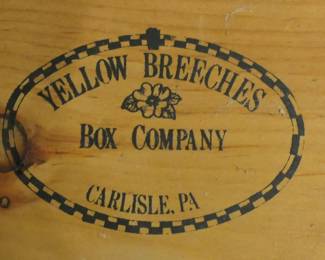 YELLOW BREECHES
BOX COMPANY
CARLISLE, PA